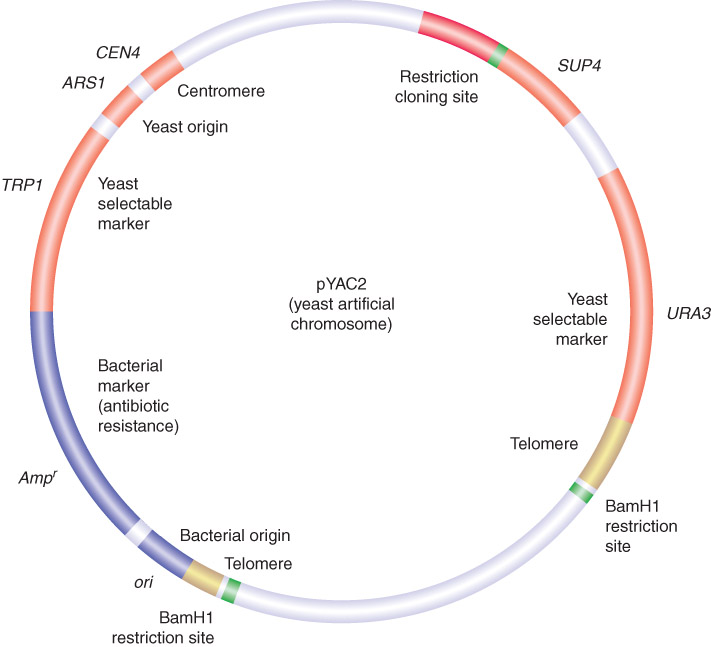 CEN4
ARS1
Centromere
Yeast origin
TRP1
Yeast
selectable
marker
Restriction
cloning site
SUP4
pYAC2
(yeast artificial
chromosome)
Yeast
selectable
marker
URA3
Bacterial
marker
(antibiotic
resistance)
Ampʳ
Telomere
BamH1
restriction
site
Bacterial origin
ori
Telomere
BamH1
restriction site